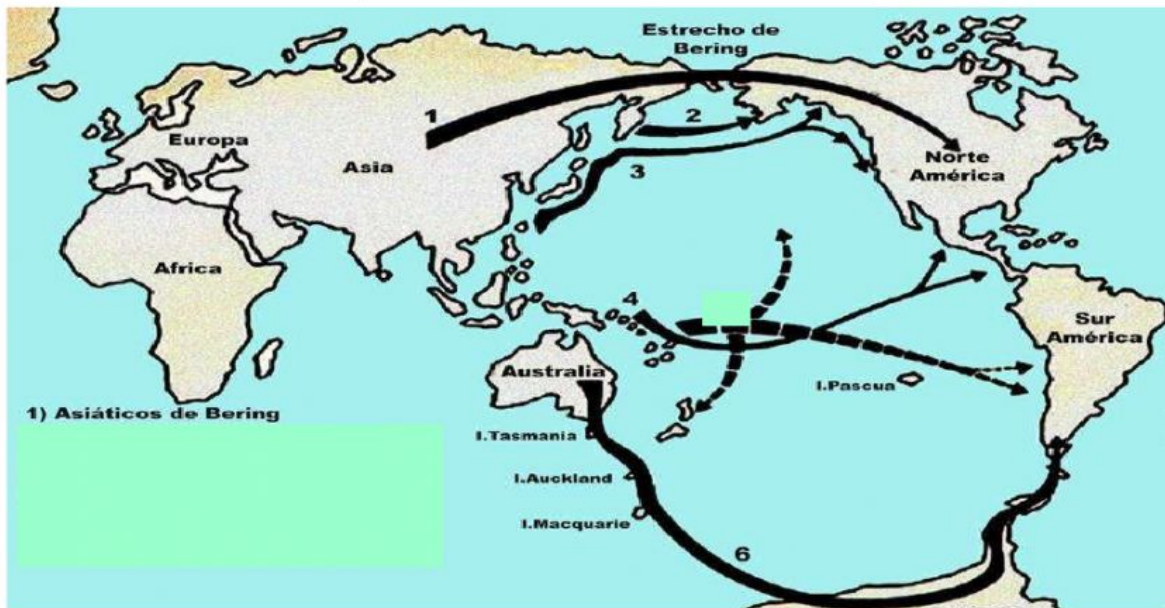 Estrecho de
Bering
1
2
Europa
Asia
3
Norte
América
Africa
4
Sur
América
Australia
I.Pascua
1) Asiáticos de Bering
I.Tasmania
I.Auckland
I.Macquarie
6